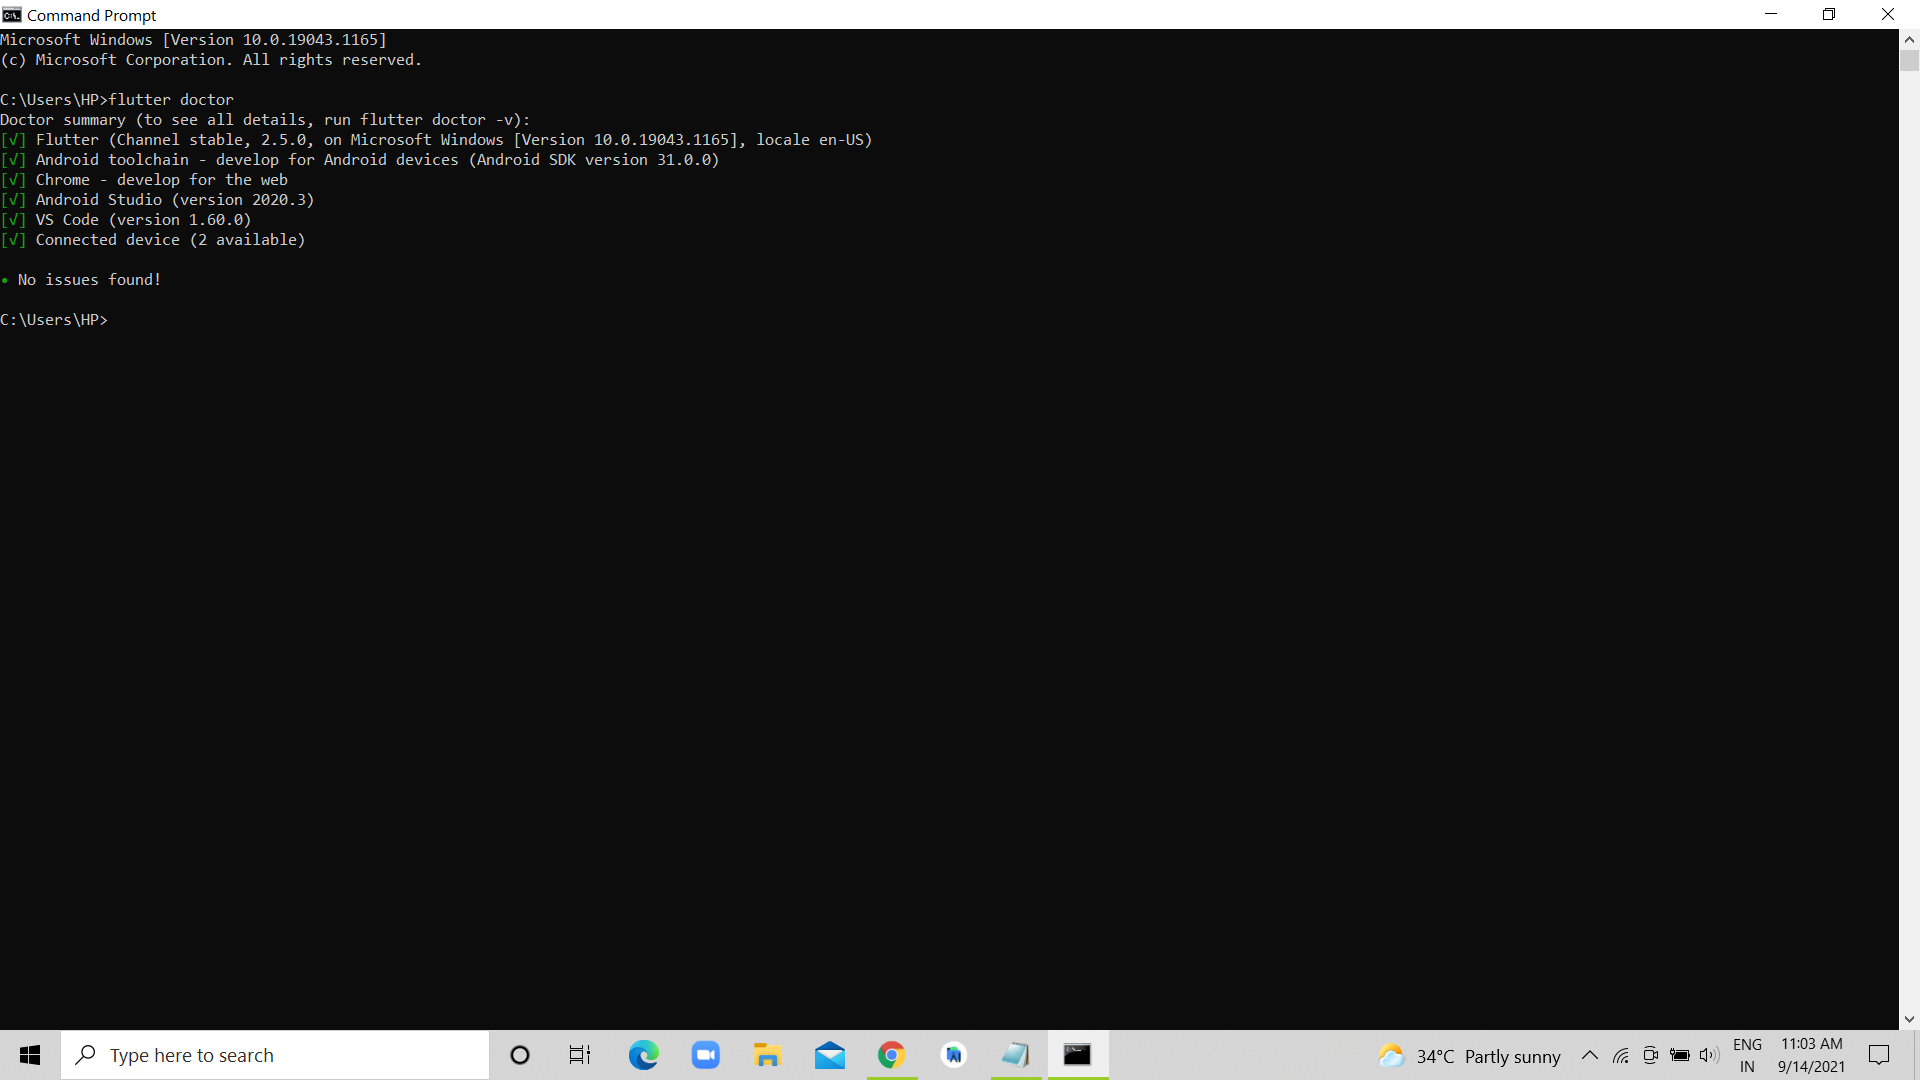 Command Prompt
Microsoft Windows [Version 10.0.19043.1165]
(c) Microsoft Corporation. All rights reserved.
C:\Users\HP>flutter doctor
Doctor summary (to see all details, run flutter doctor -v):
[√] Flutter (Channel stable, 2.5.0, on Microsoft Windows [Version 10.0.19043.1165], locale en-US)
[√] Android toolchain - develop for Android devices (Android SDK version 31.0.0)
[√] Chrome - develop for the web
[√] Android Studio (version 2020.3)
[√] VS Code (version 1.60.0)
[√] Connected device (2 available)
• No issues found!
C:\Users\HP>
Type here to search
34°C Partly sunny
ENG
IN
11:03 AM
9/14/2021